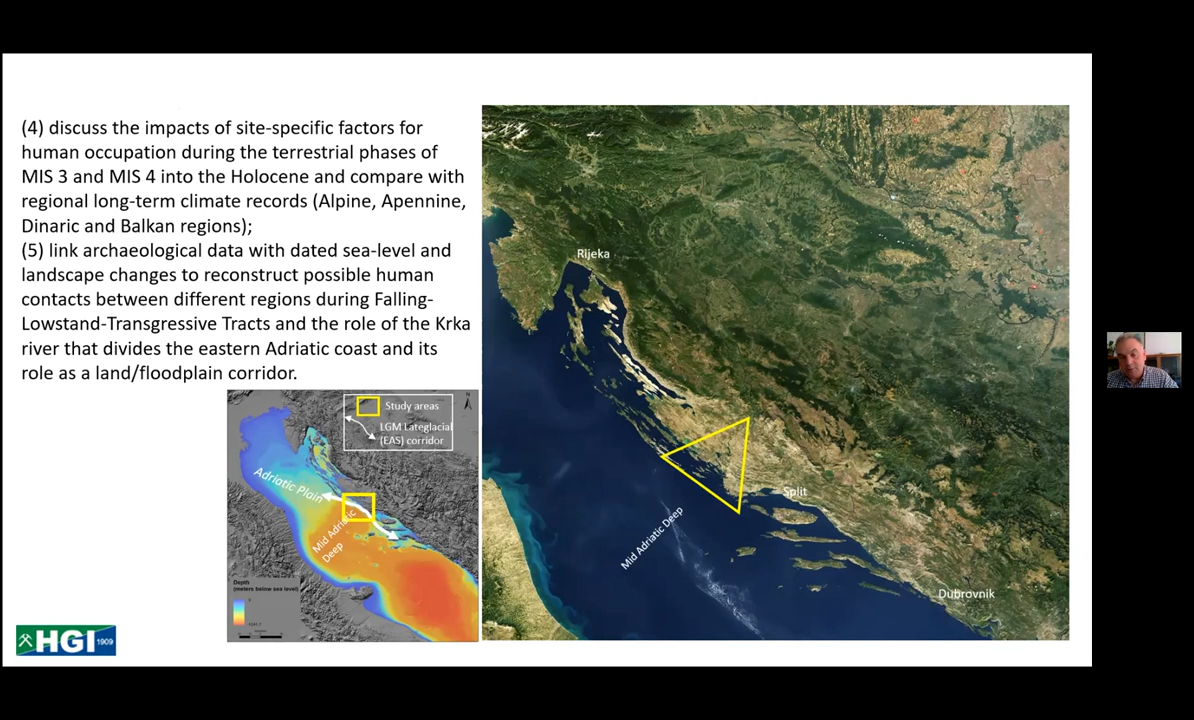 (4) discuss the impacts of site-specific factors for
human occupation during the terrestrial phases of
MIS 3 and MIS 4 into the Holocene and compare with
regional long-term climate records (Alpine, Apennine,
Dinaric and Balkan regions);
(5) link archaeological data with dated sea-level and
landscape changes to reconstruct possible human
contacts between different regions during Falling-
Lowstand-Transgressive Tracts and the role of the Krka
river that divides the eastern Adriatic coast and its
role as a land/floodplain corridor.
Study areas
LGM Lateglacial
(EAS) corridor
N
Adriatic Plain
Mid Adriatic
Deep
Depth
(meters below sea level)
HGI 1909
Rijeka
Split
Mid Adriatic Deep
Dubrovnik